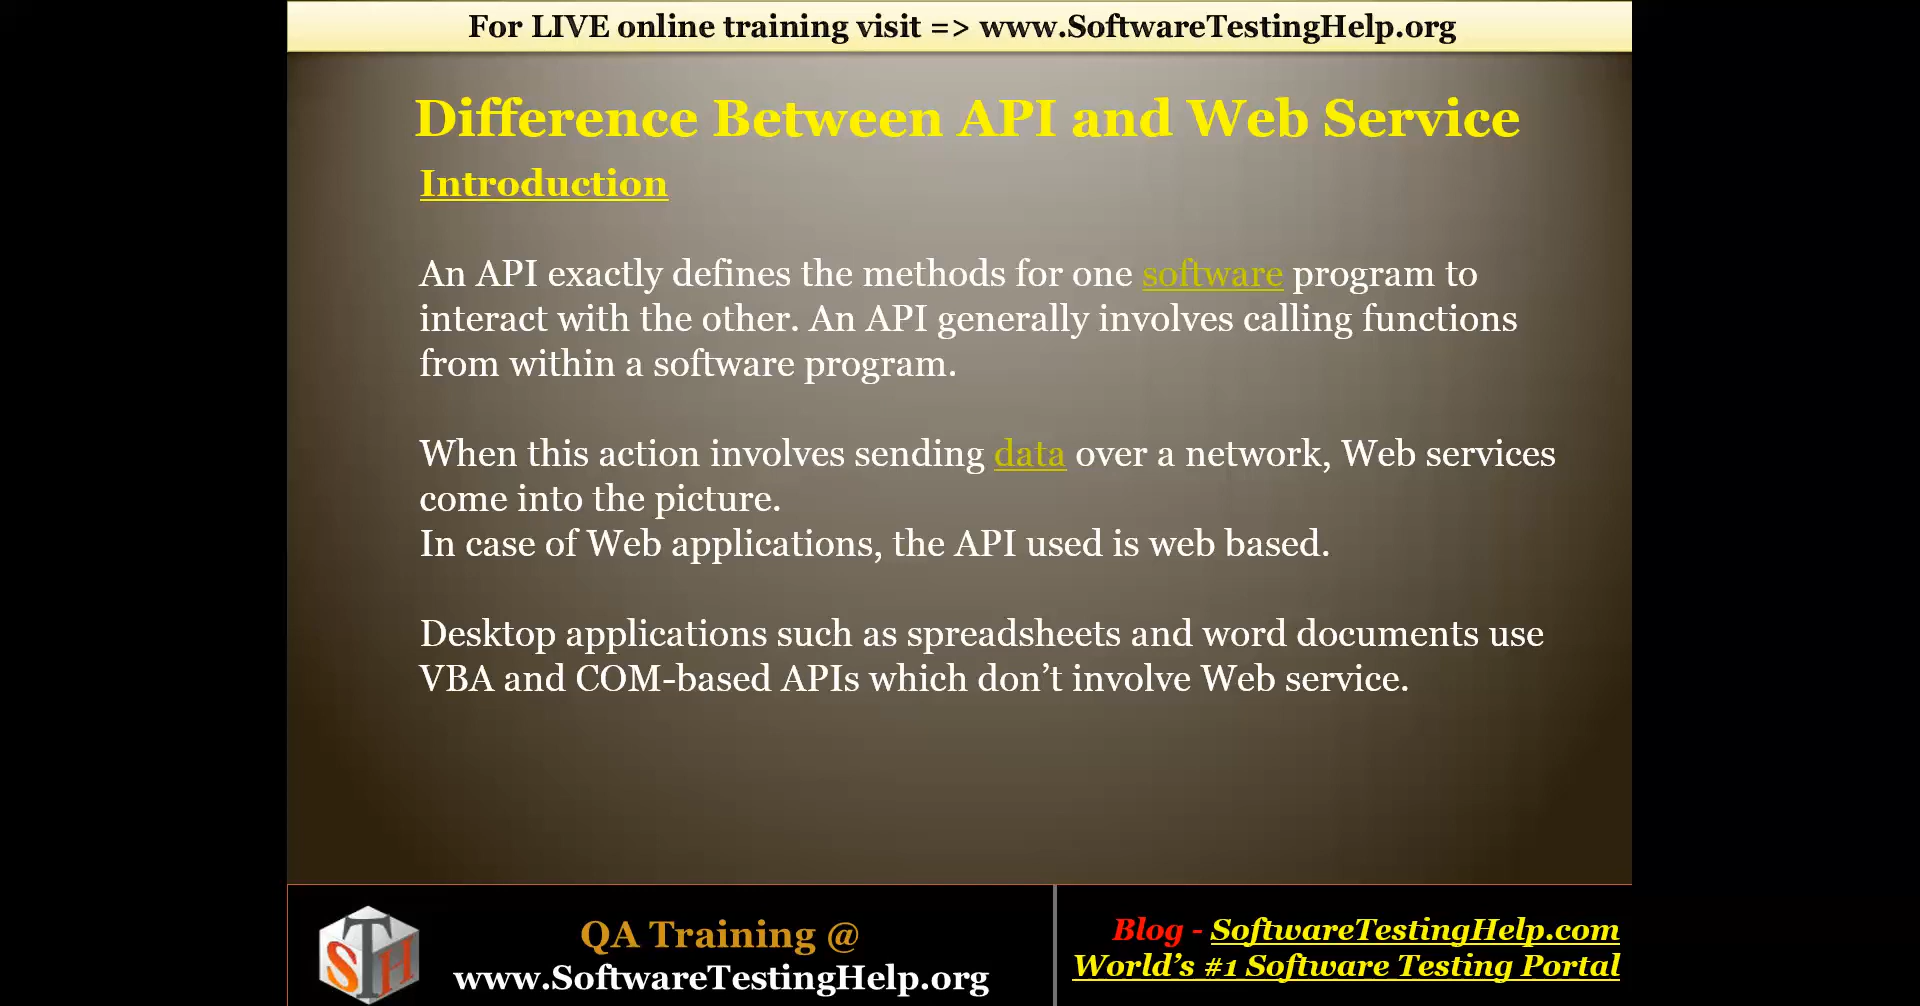 For LIVE online training visit => www.SoftwareTestingHelp.org
Difference Between API and Web Service
Introduction
An API exactly defines the methods for one software program to
interact with the other. An API generally involves calling functions
from within a software program.
When this action involves sending data over a network, Web services
come into the picture.
In case of Web applications, the API used is web based.
Desktop applications such as spreadsheets and word documents use
VBA and COM-based APIs which don’t involve Web service.
STH
QA Training @
www.SoftwareTestingHelp.org
Blog - SoftwareTestingHelp.com
World’s #1 Software Testing Portal